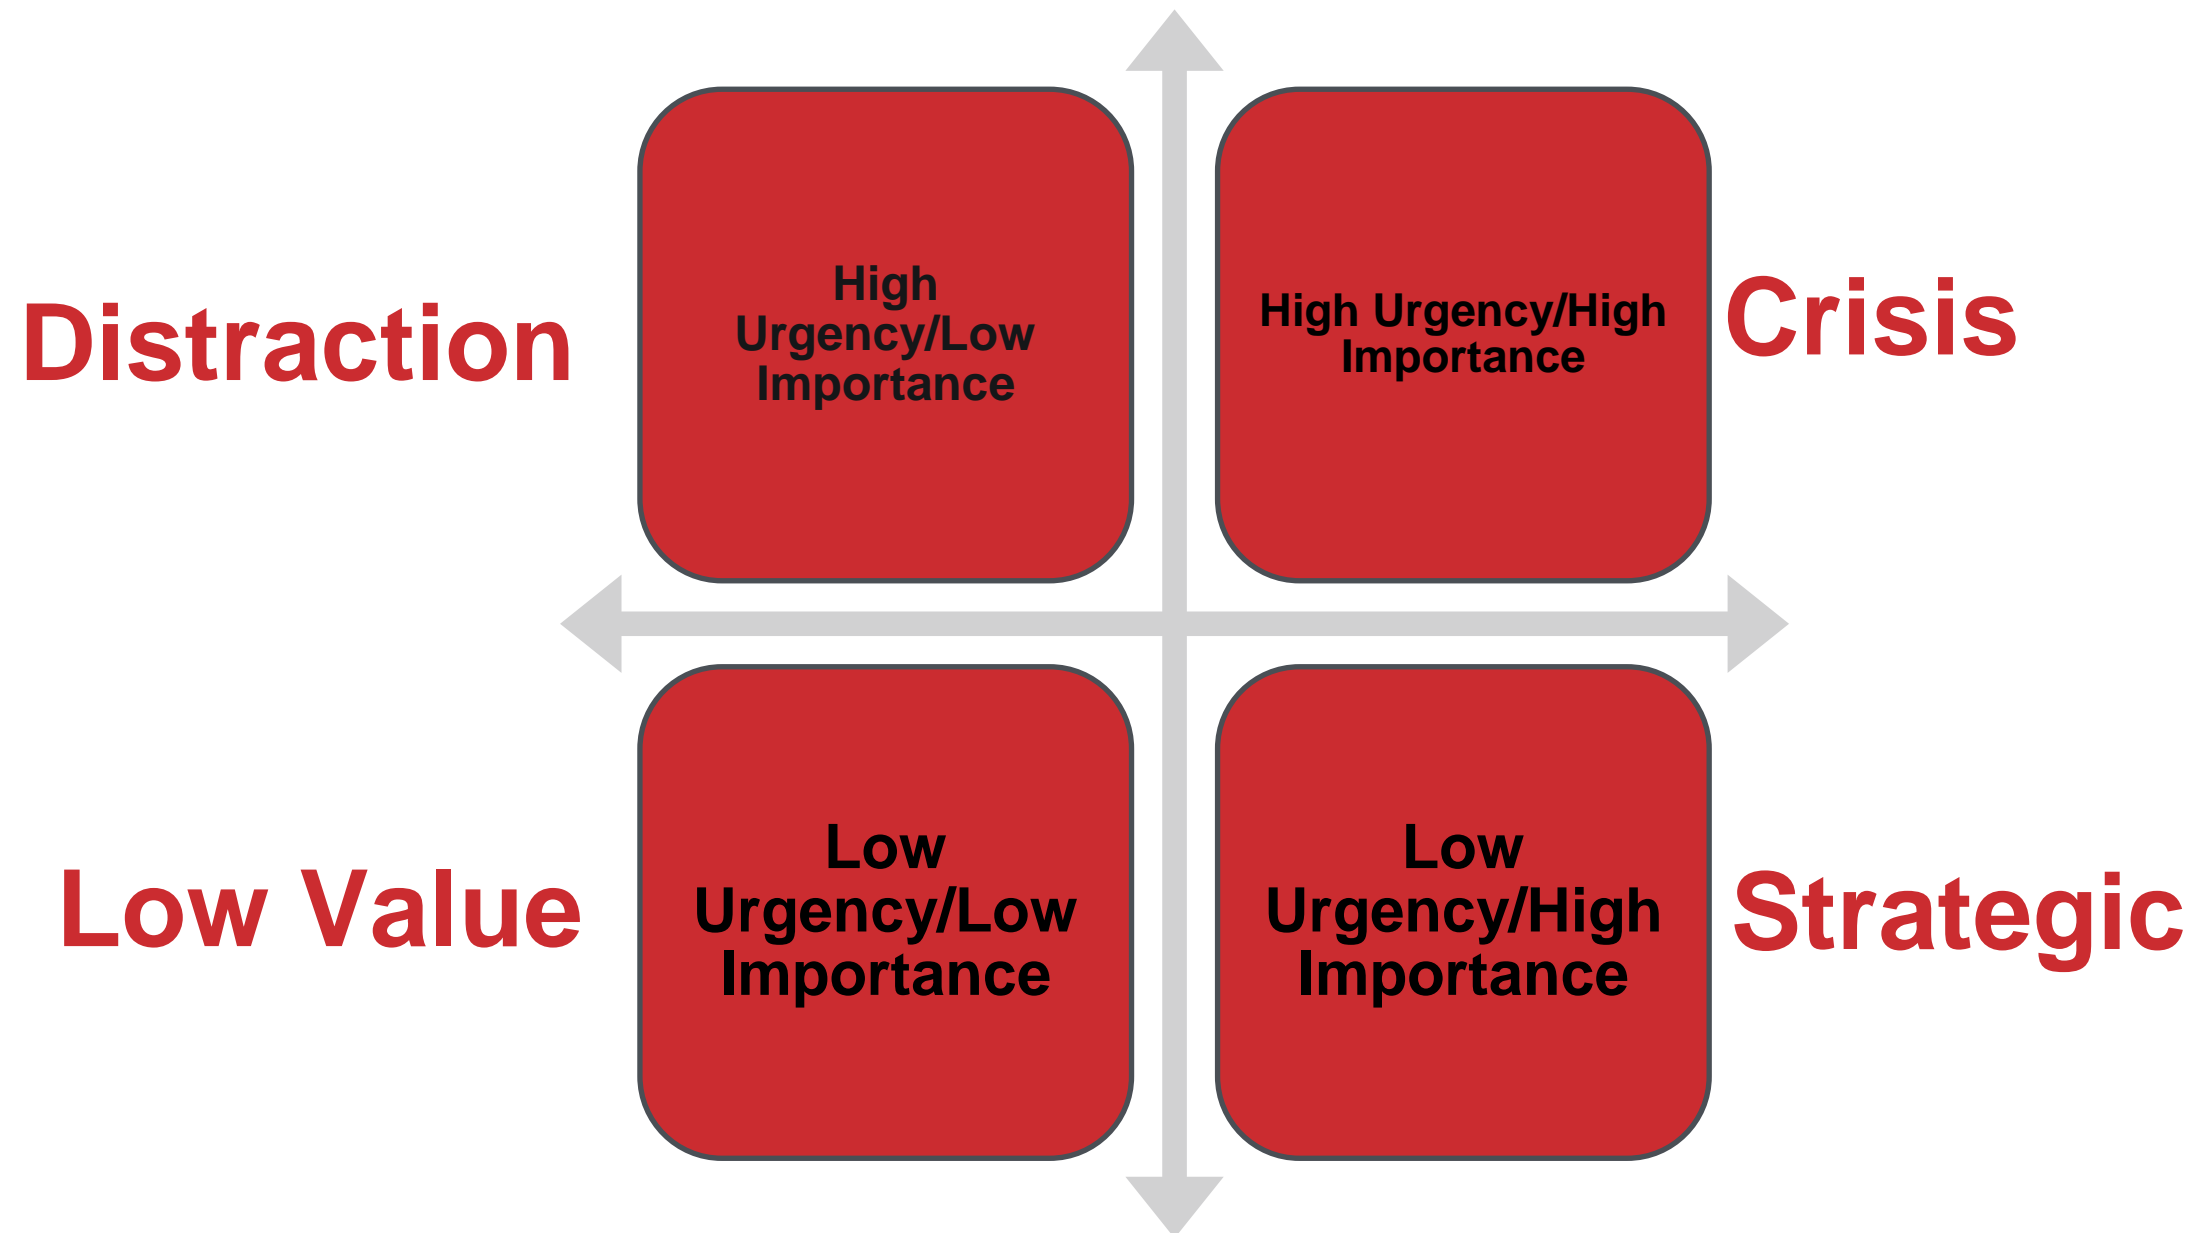 Distraction
High
Urgency/Low
Importance
High Urgency/High
Importance
Crisis
Low Value
Low
Urgency/Low
Importance
Low
Urgency/High
Importance
Strategic